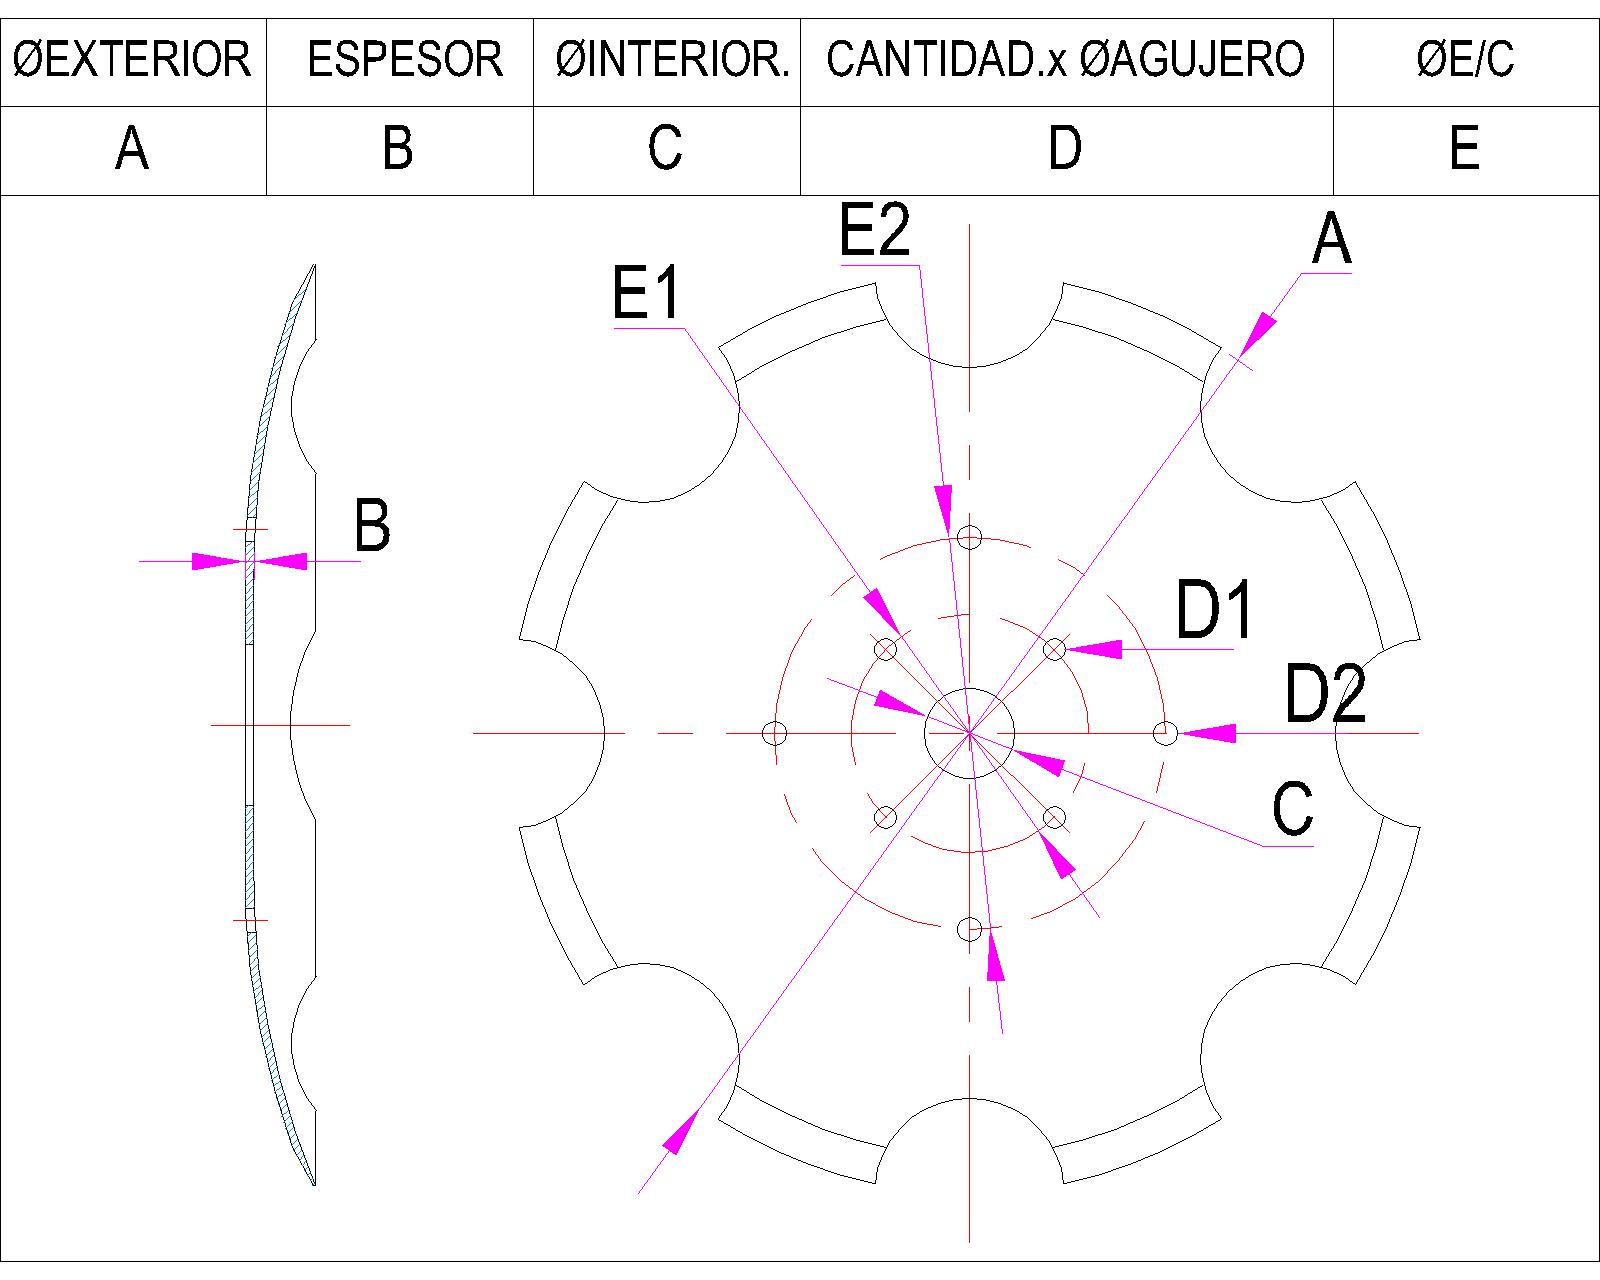 ØEXTERIOR ESPESOR ØINTERIOR. CANTIDAD.x ØAGUJERO ØE/C
A B C D E
E2
A
E1
B
D1
D2
C